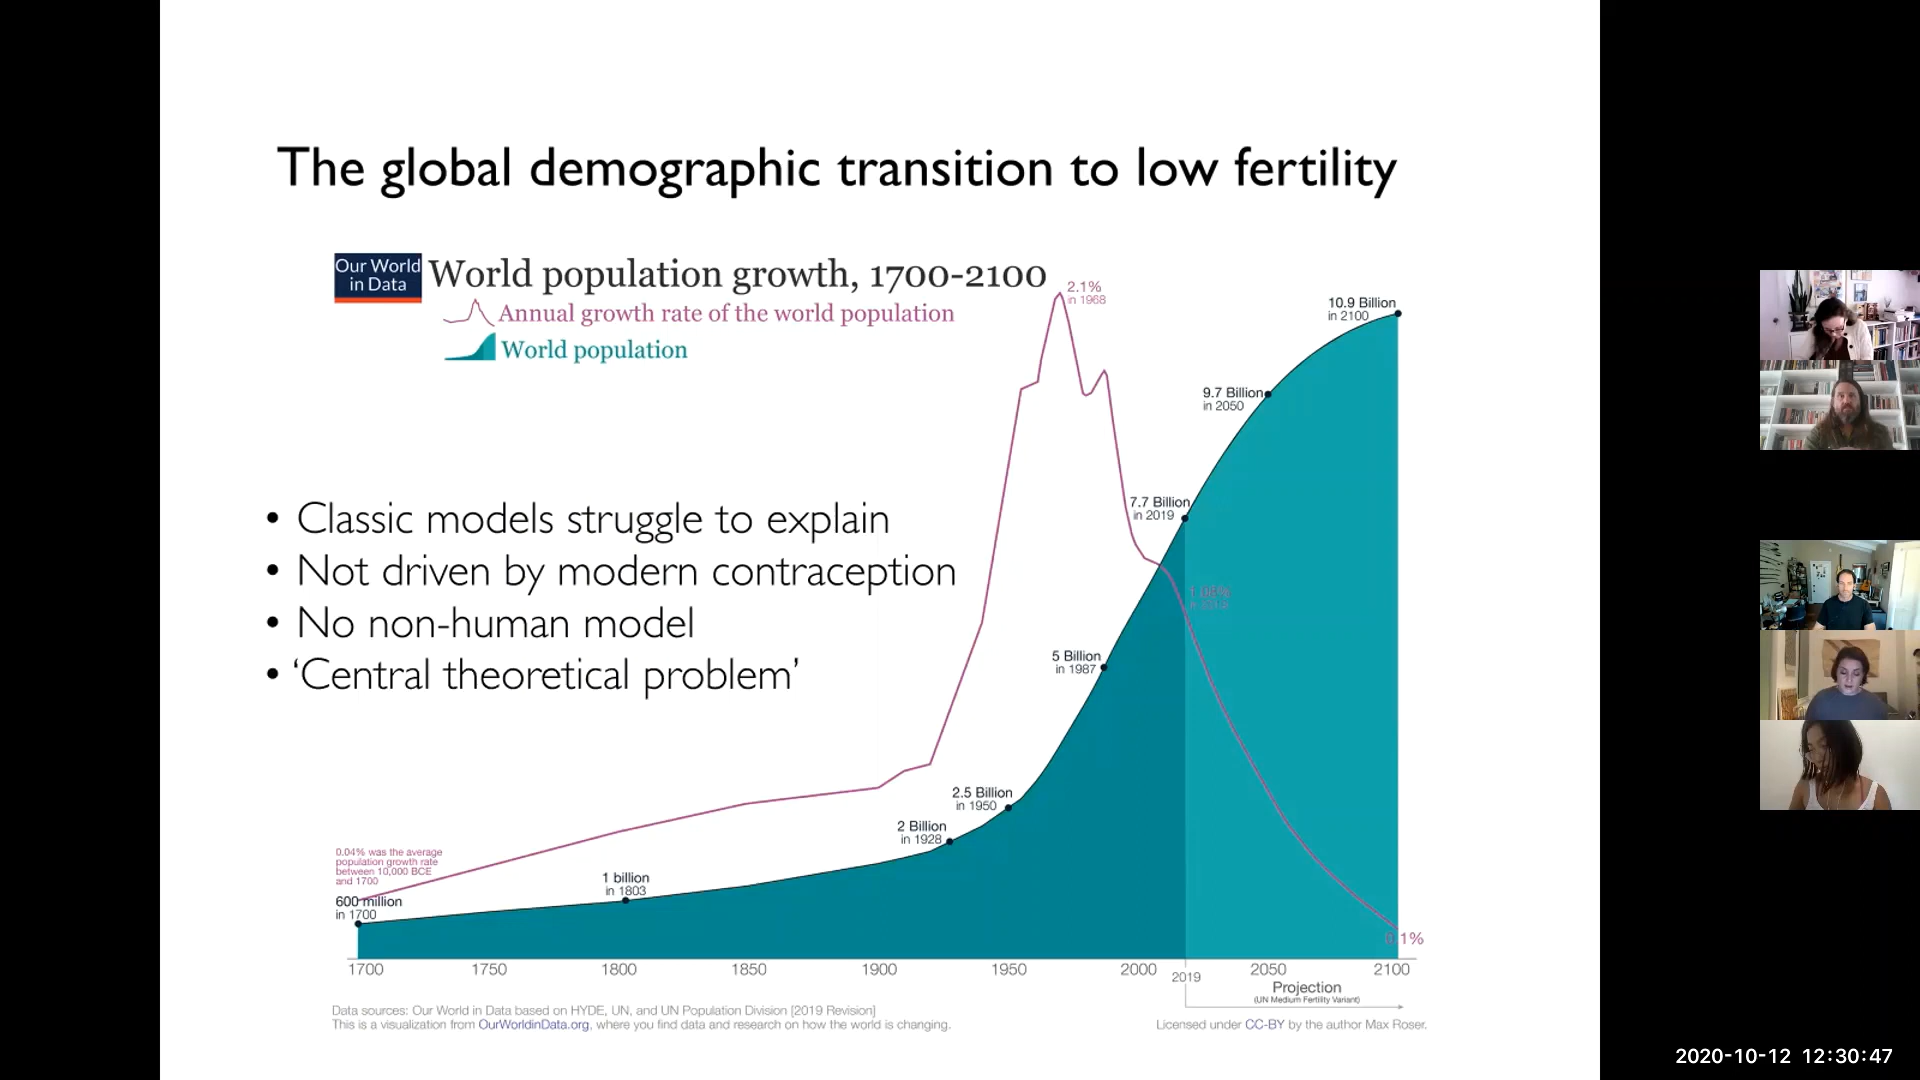 The global demographic transition to low fertility
Our World
in Data
World population growth, 1700-2100
Annual growth rate of the world population
World population
2.1%
in 1968
10.9 Billion
in 2100
9.7 Billion
in 2050
7.7 Billion
in 2019
1.08%
5 Billion
in 1987
2.5 Billion
in 1950
2 Billion
in 1928
1 billion
in 1803
0.04% was the average
population growth rate
between 10,000 BCE
and 1700
600 million
in 1700
0.1%
• Classic models struggle to explain
• Not driven by modern contraception
• No non-human model
• ‘Central theoretical problem’
1700 1750 1800 1850 1900 1950 2000 2019 2050 2100
Projection
(UN Medium Fertility Variant)
Data sources: Our World in Data based on HYDE, UN, and UN Population Division [2019 Revision]
This is a visualization from OurWorldinData.org, where you find data and research on how the world is changing.
Licensed under CC-BY by the author Max Roser.
2020-10-12 12:30:47